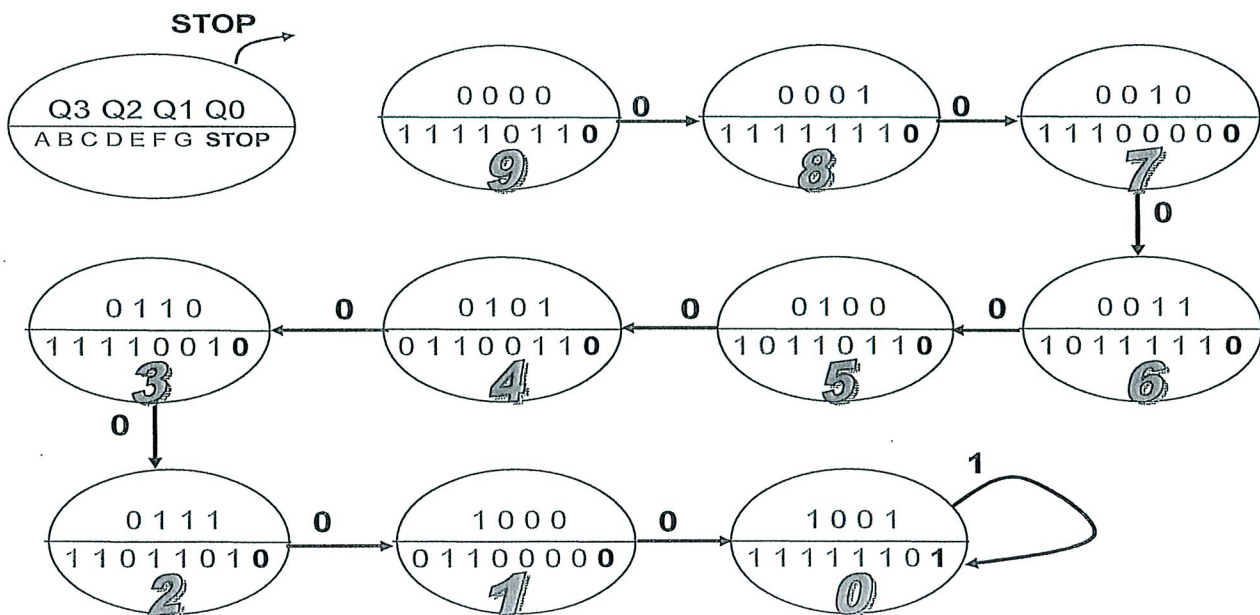 STOP
Q3 Q2 Q1 Q0
A B C D E F G STOP
0 0 0 0
1 1 1 1 0 1 1 0
9
0
0 0 0 1
1 1 1 1 1 1 1 0
8
0
0 0 1 0
1 1 1 0 0 0 0 0
7
0
0 0 1 1
1 0 1 1 1 1 1 0
6
0
0 1 0 0
1 0 1 1 0 1 1 0
5
0
0 1 0 1
0 1 1 0 0 1 1 0
4
0
0 1 1 0
1 1 1 1 0 0 1 0
3
0
0 1 1 1
1 1 0 1 1 0 1 0
2
0
1 0 0 0
0 1 1 0 0 0 0 0
1
0
1 0 0 1
1 1 1 1 1 1 0 1
0
1